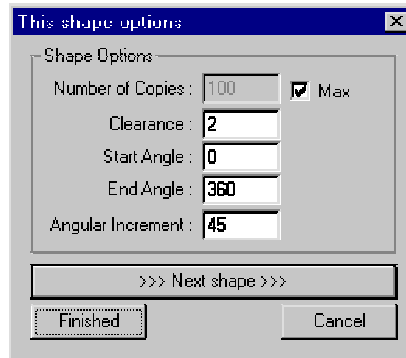 This shape options
Shape Options
Number of Copies : 100 Max
Clearance : 2
Start Angle : 0
End Angle : 360
Angular Increment : 45
>>> Next shape >>>
Finished Cancel